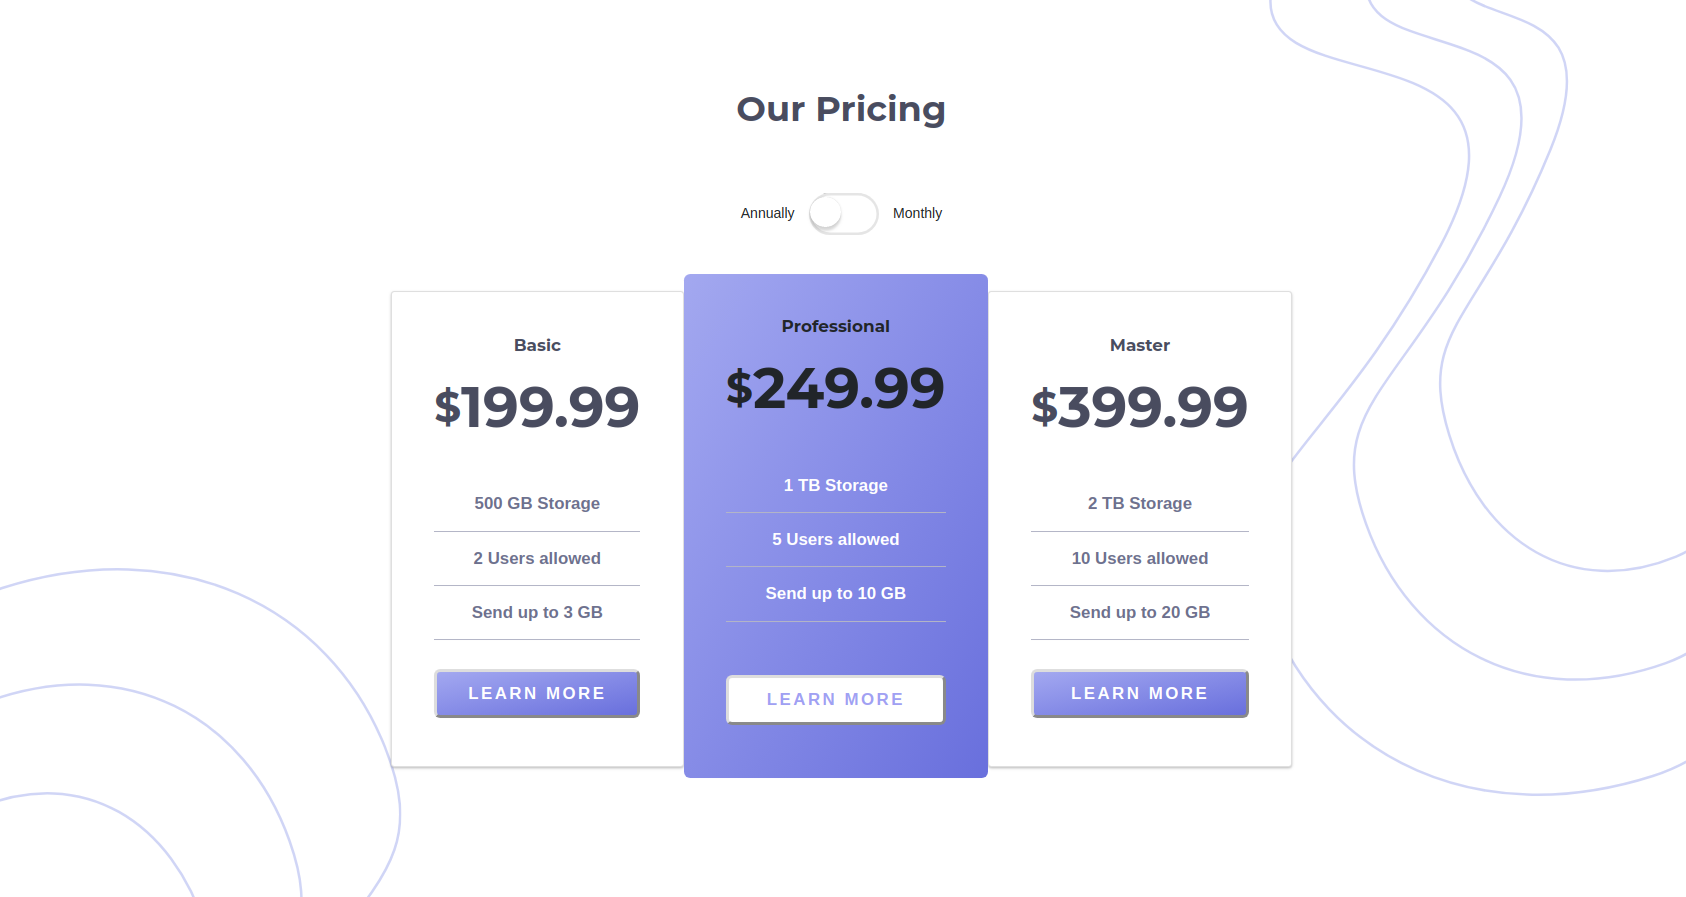 Our Pricing
Annually
Monthly
Basic
$199.99
500 GB Storage
2 Users allowed
Send up to 3 GB
LEARN MORE
Professional
$249.99
1 TB Storage
5 Users allowed
Send up to 10 GB
LEARN MORE
Master
$399.99
2 TB Storage
10 Users allowed
Send up to 20 GB
LEARN MORE